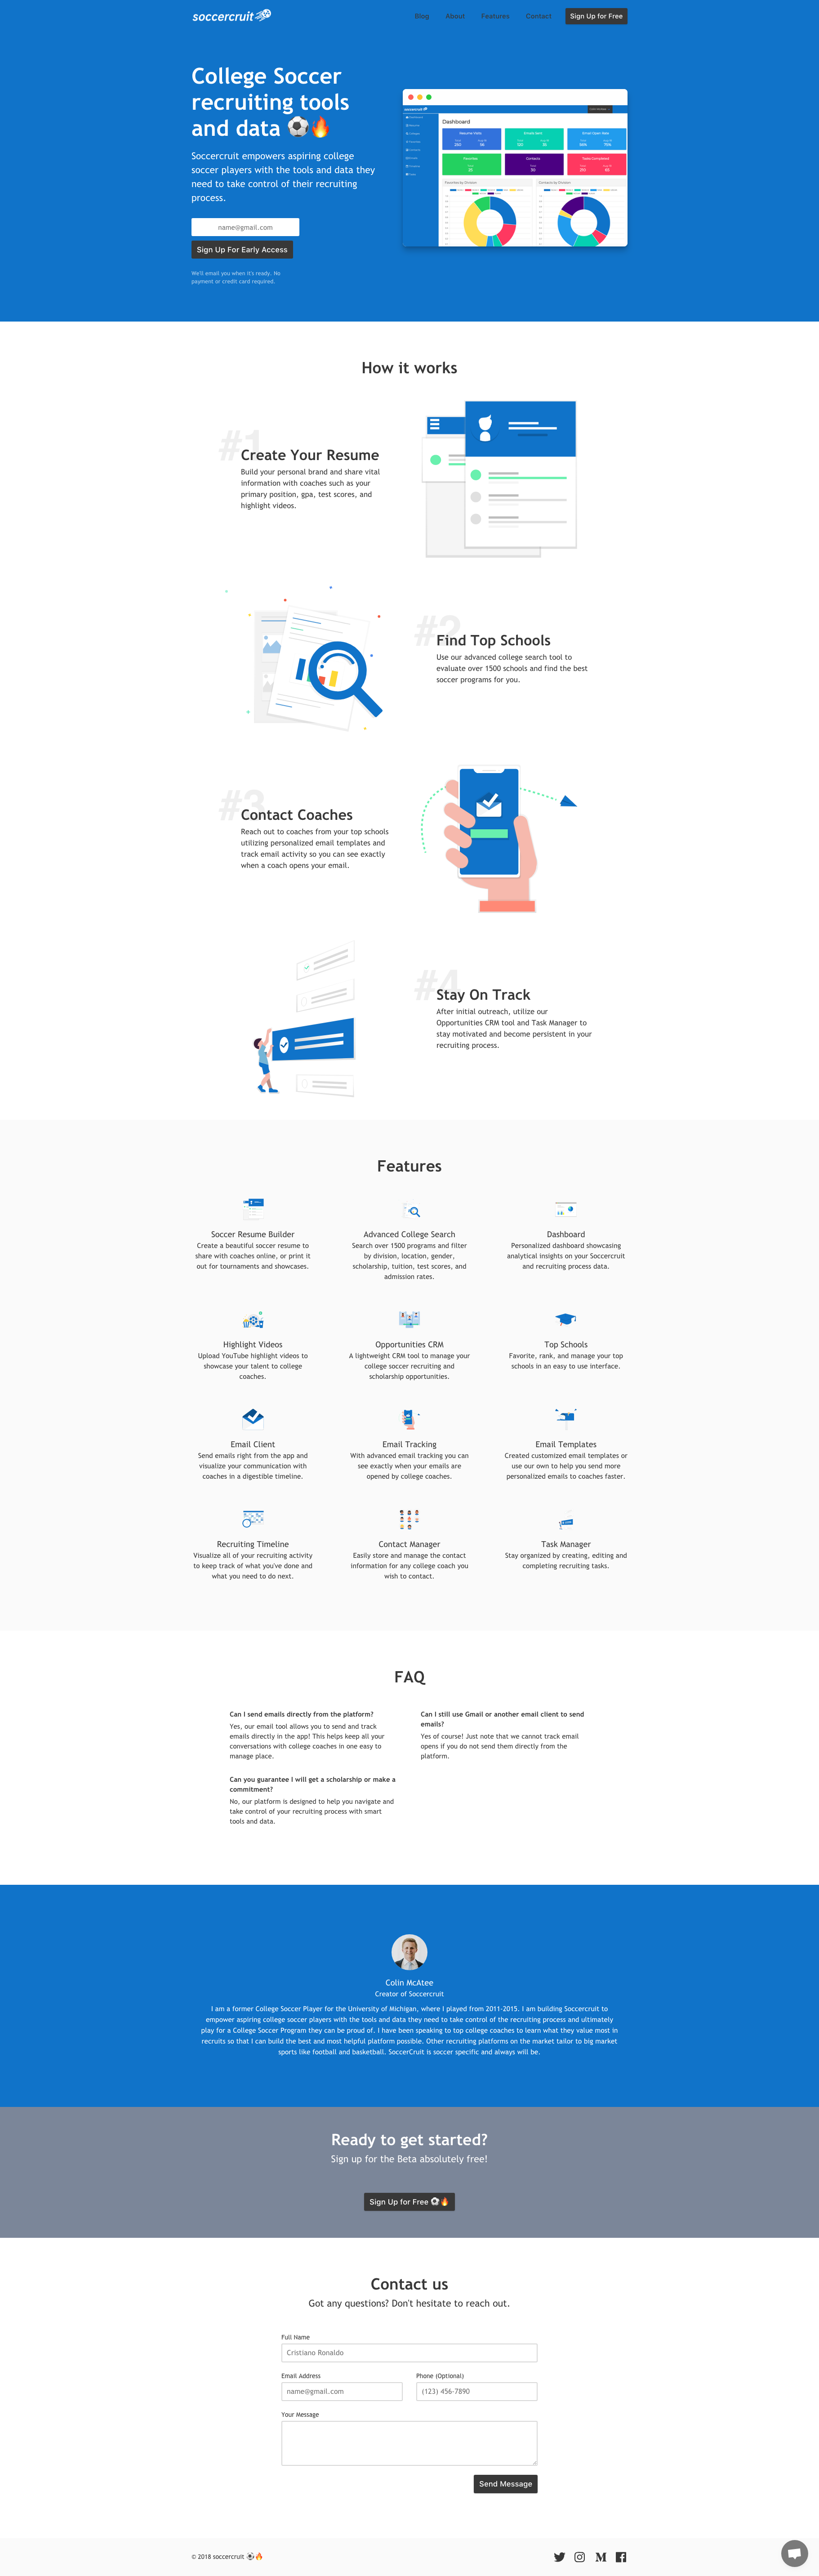 soccercruit
Blog About Features Contact Sign Up for Free
College Soccer
recruiting tools
and data ⚽🔥
Soccercruit empowers aspiring college
soccer players with the tools and data they
need to take control of their recruiting
process.
name@gmail.com
Sign Up For Early Access
We'll email you when it's ready. No
payment or credit card required.
soccercruit
Dashboard
Resume Visits
Emails Sent
Email Open Rate
Favorites
Contacts
Tasks Completed
Favorites by Division
Contacts by Division
How it works
#1
Create Your Resume
Build your personal brand and share vital
information with coaches such as your
primary position, gpa, test scores, and
highlight videos.
#2
Find Top Schools
Use our advanced college search tool to
evaluate over 1500 schools and find the best
soccer programs for you.
#3
Contact Coaches
Reach out to coaches from your top schools
utilizing personalized email templates and
track email activity so you can see exactly
when a coach opens your email.
#4
Stay On Track
After initial outreach, utilize our
Opportunities CRM tool and Task Manager to
stay motivated and become persistent in your
recruiting process.
Features
Soccer Resume Builder
Create a beautiful soccer resume to
share with coaches online, or print it
out for tournaments and showcases.
Advanced College Search
Search over 1500 programs and filter
by division, location, gender,
scholarship, tuition, test scores, and
admission rates.
Dashboard
Personalized dashboard showcasing
analytical insights on your Soccercruit
and recruiting process data.
Highlight Videos
Upload YouTube highlight videos to
showcase your talent to college
coaches.
Opportunities CRM
A lightweight CRM tool to manage your
college soccer recruiting and
scholarship opportunities.
Top Schools
Favorite, rank, and manage your top
schools in an easy to use interface.
Email Client
Send emails right from the app and
visualize your communication with
coaches in a digestible timeline.
Email Tracking
With advanced email tracking you can
see exactly when your emails are
opened by college coaches.
Email Templates
Created customized email templates or
use our own to help you send more
personalized emails to coaches faster.
Recruiting Timeline
Visualize all of your recruiting activity
to keep track of what you've done and
what you need to do next.
Contact Manager
Easily store and manage the contact
information for any college coach you
wish to contact.
Task Manager
Stay organized by creating, editing and
completing recruiting tasks.
FAQ
Can I send emails directly from the platform?
Yes, our email tool allows you to send and track
emails directly in the app! This helps keep all your
conversations with college coaches in one easy to
manage place.
Can I still use Gmail or another email client to send
emails?
Yes of course! Just note that we cannot track email
opens if you do not send them directly from the
platform.
Can you guarantee I will get a scholarship or make a
commitment?
No, our platform is designed to help you navigate and
take control of your recruiting process with smart
tools and data.
Colin McAtee
Creator of Soccercruit
I am a former College Soccer Player for the University of Michigan, where I played from 2011-2015. I am building Soccercruit to
empower aspiring college soccer players with the tools and data they need to take control of the recruiting process and ultimately
play for a College Soccer Program they can be proud of. I have been speaking to top college coaches to learn what they value most in
recruits so that I can build the best and most helpful platform possible. Other recruiting platforms on the market tailor to big market
sports like football and basketball. SoccerCruit is soccer specific and always will be.
Ready to get started?
Sign up for the Beta absolutely free!
Sign Up for Free ⚽🔥
Contact us
Got any questions? Don't hesitate to reach out.
Full Name
Cristiano Ronaldo
Email Address
name@gmail.com
Phone (Optional)
(123) 456-7890
Your Message
Send Message
© 2018 soccercruit ⚽🔥